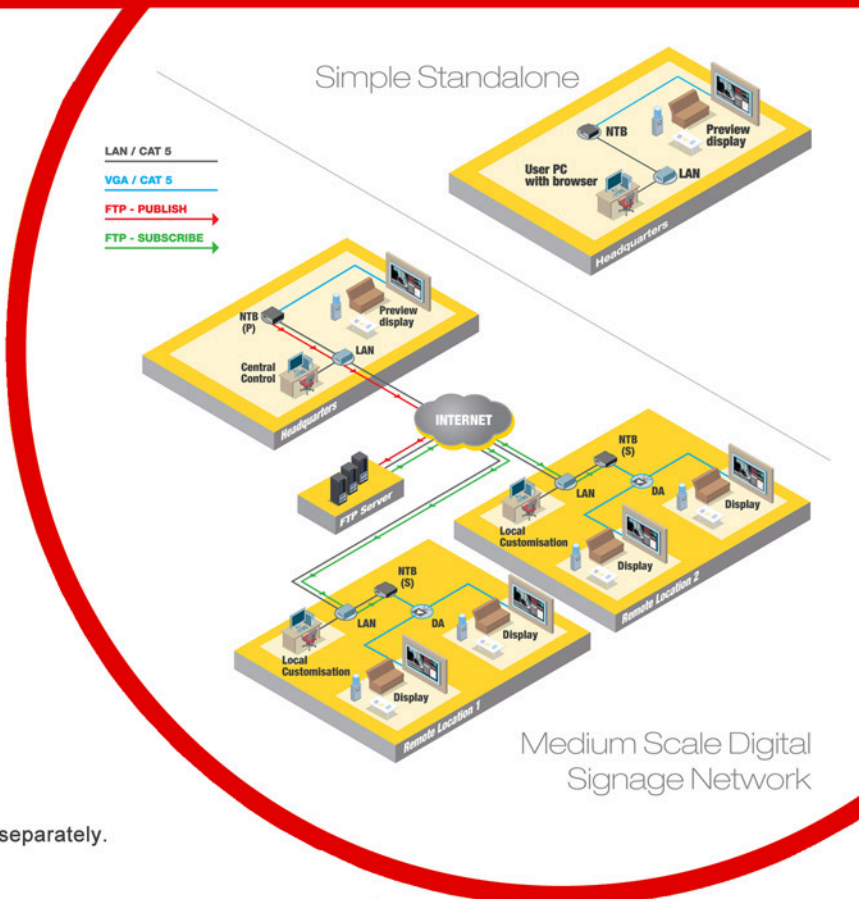 Simple Standalone
LAN / CAT 5
VGA / CAT 5
FTP - PUBLISH
FTP - SUBSCRIBE
NTB
Preview
display
User PC
with browser
LAN
Headquarters
NTB
(P)
Preview
display
LAN
Central
Control
Headquarters
INTERNET
FTP Server
NTB
(S)
LAN
DA
Display
Local
Customisation
Display
Remote Location 2
NTB
(S)
LAN
DA
Display
Local
Customisation
Display
Remote Location 1
Medium Scale Digital
Signage Network
separately.